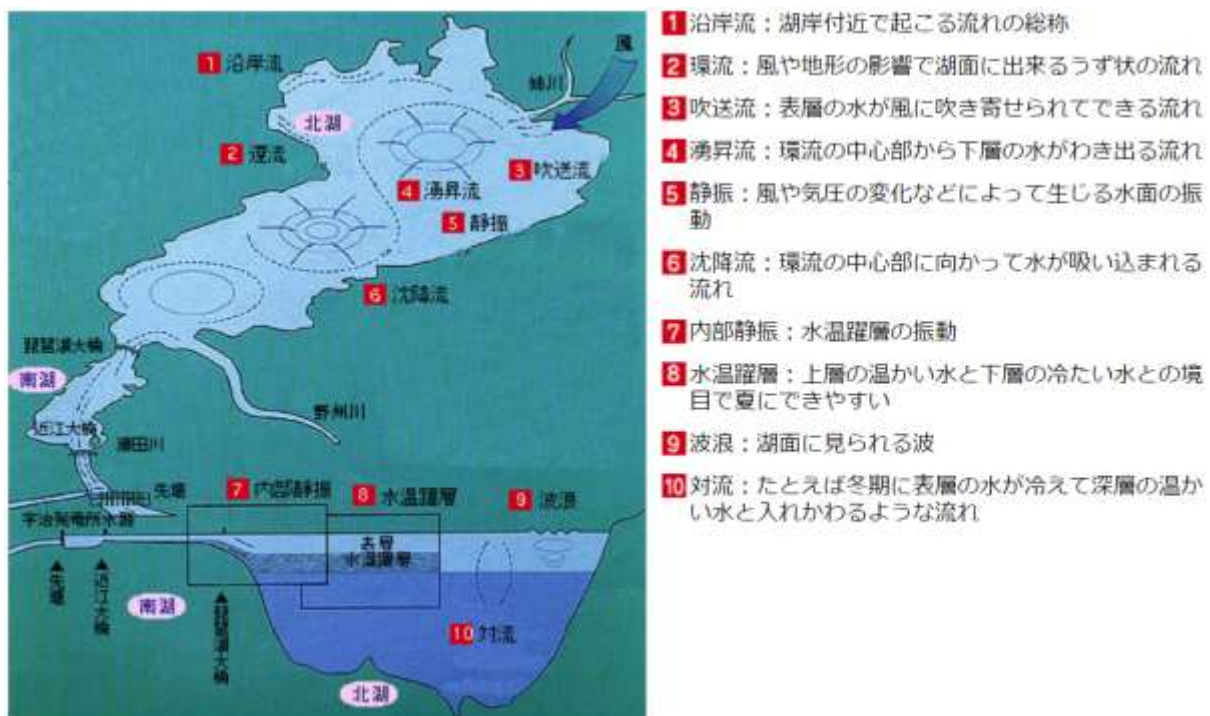 1 沿岸流
風
姉川
北湖
2 還流
3 吹送流
4 湧昇流
5 静振
6 沈降流
琵琶湖大橋
南湖
野州川
近江大橋
瀬田川
洗堰
7 内部静振
8 水温躍層
9 波浪
宇治発電所水路
表層
水温躍層
▲洗堰
▲近江大橋
南湖
▲琵琶湖大橋
10 対流
北湖
1 沿岸流：湖岸付近で起こる流れの総称
2 環流：風や地形の影響で湖面に出来るうず状の流れ
3 吹送流：表層の水が風に吹き寄せられてできる流れ
4 湧昇流：環流の中心部から下層の水がわき出る流れ
5 静振：風や気圧の変化などによって生じる水面の振
動
6 沈降流：環流の中心部に向かって水が吸い込まれる
流れ
7 内部静振：水温躍層の振動
8 水温躍層：上層の温かい水と下層の冷たい水との境
目で夏にできやすい
9 波浪：湖面に見られる波
10 対流：たとえば冬期に表層の水が冷えて深層の温か
い水と入れかわるような流れ